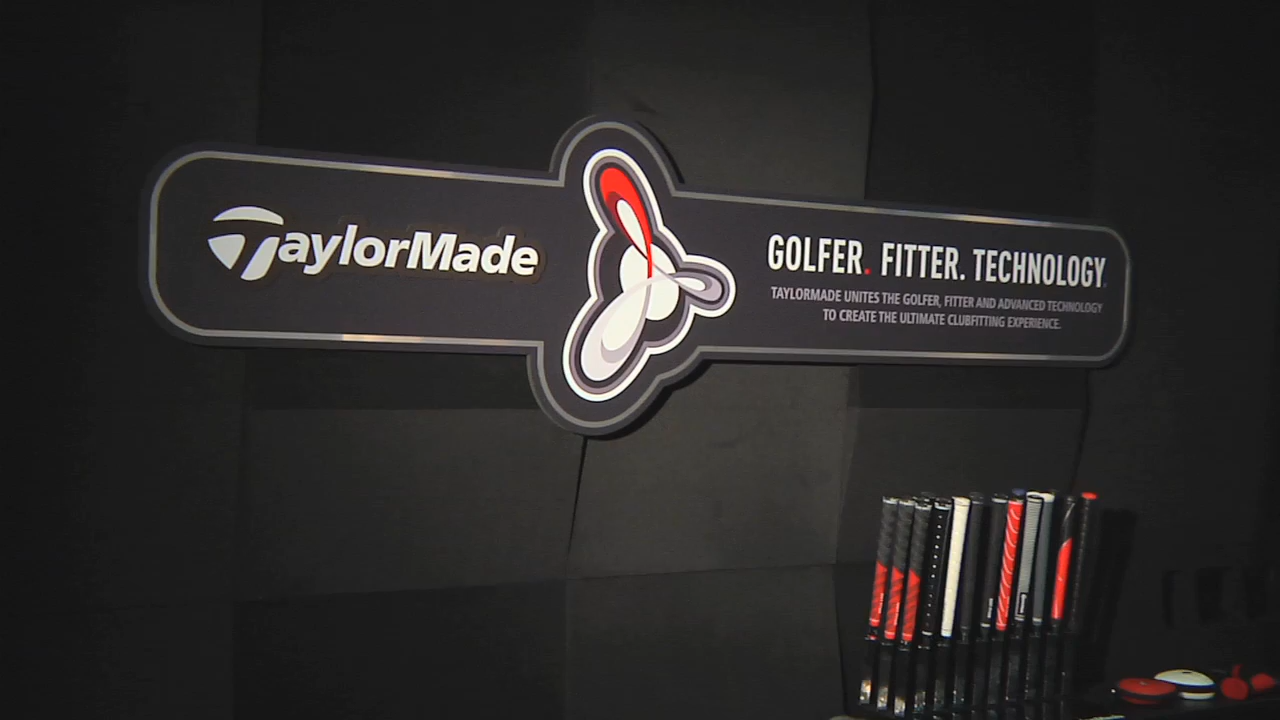 TaylorMade
GOLFER. FITTER. TECHNOLOGY.
TAYLORMADE UNITES THE GOLFER, FITTER AND ADVANCED TECHNOLOGY
TO CREATE THE ULTIMATE CLUBFITTING EXPERIENCE.